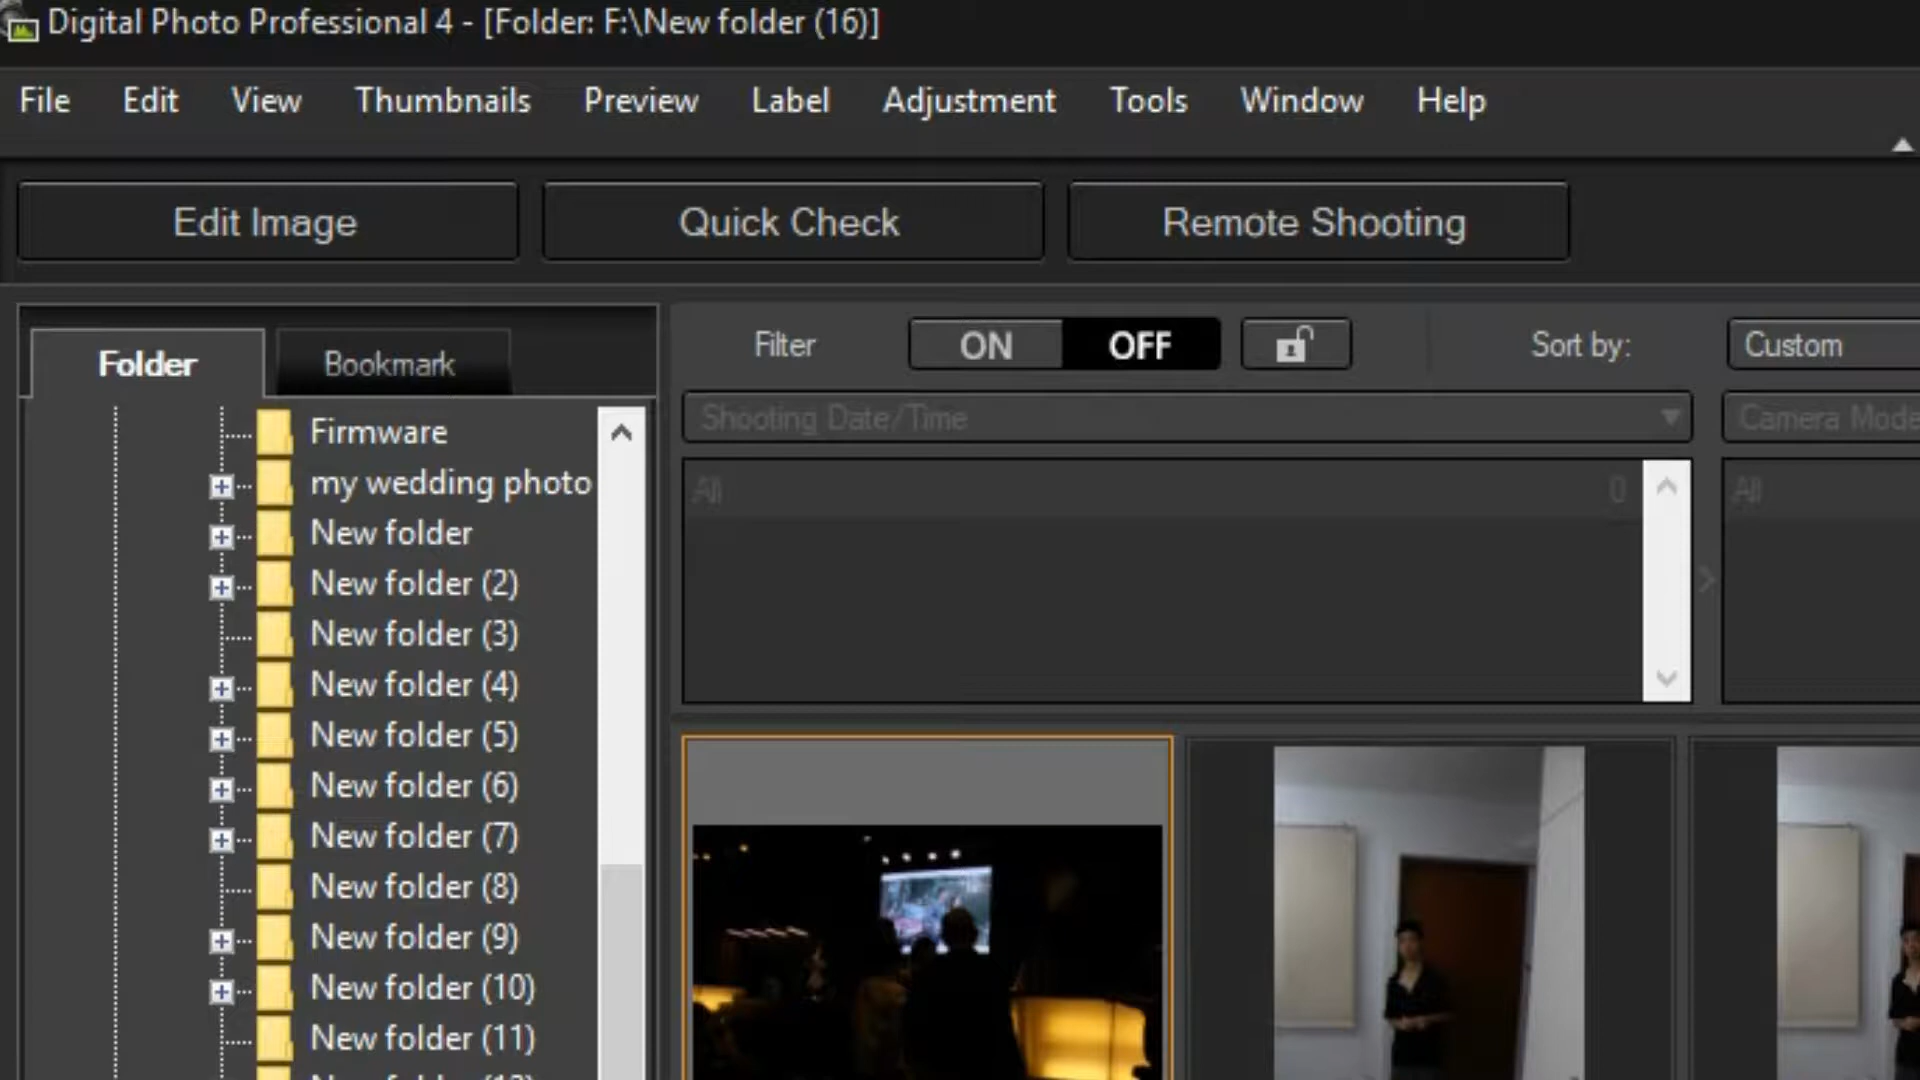 Digital Photo Professional 4 - [Folder: F:\New folder (16)]
File Edit View Thumbnails Preview Label Adjustment Tools Window Help
Edit Image Quick Check Remote Shooting
Folder Bookmark
Filter ON OFF Sort by: Custom
Shooting Date/Time Camera Mode
All 0 All
Firmware
my wedding photo
New folder
New folder (2)
New folder (3)
New folder (4)
New folder (5)
New folder (6)
New folder (7)
New folder (8)
New folder (9)
New folder (10)
New folder (11)